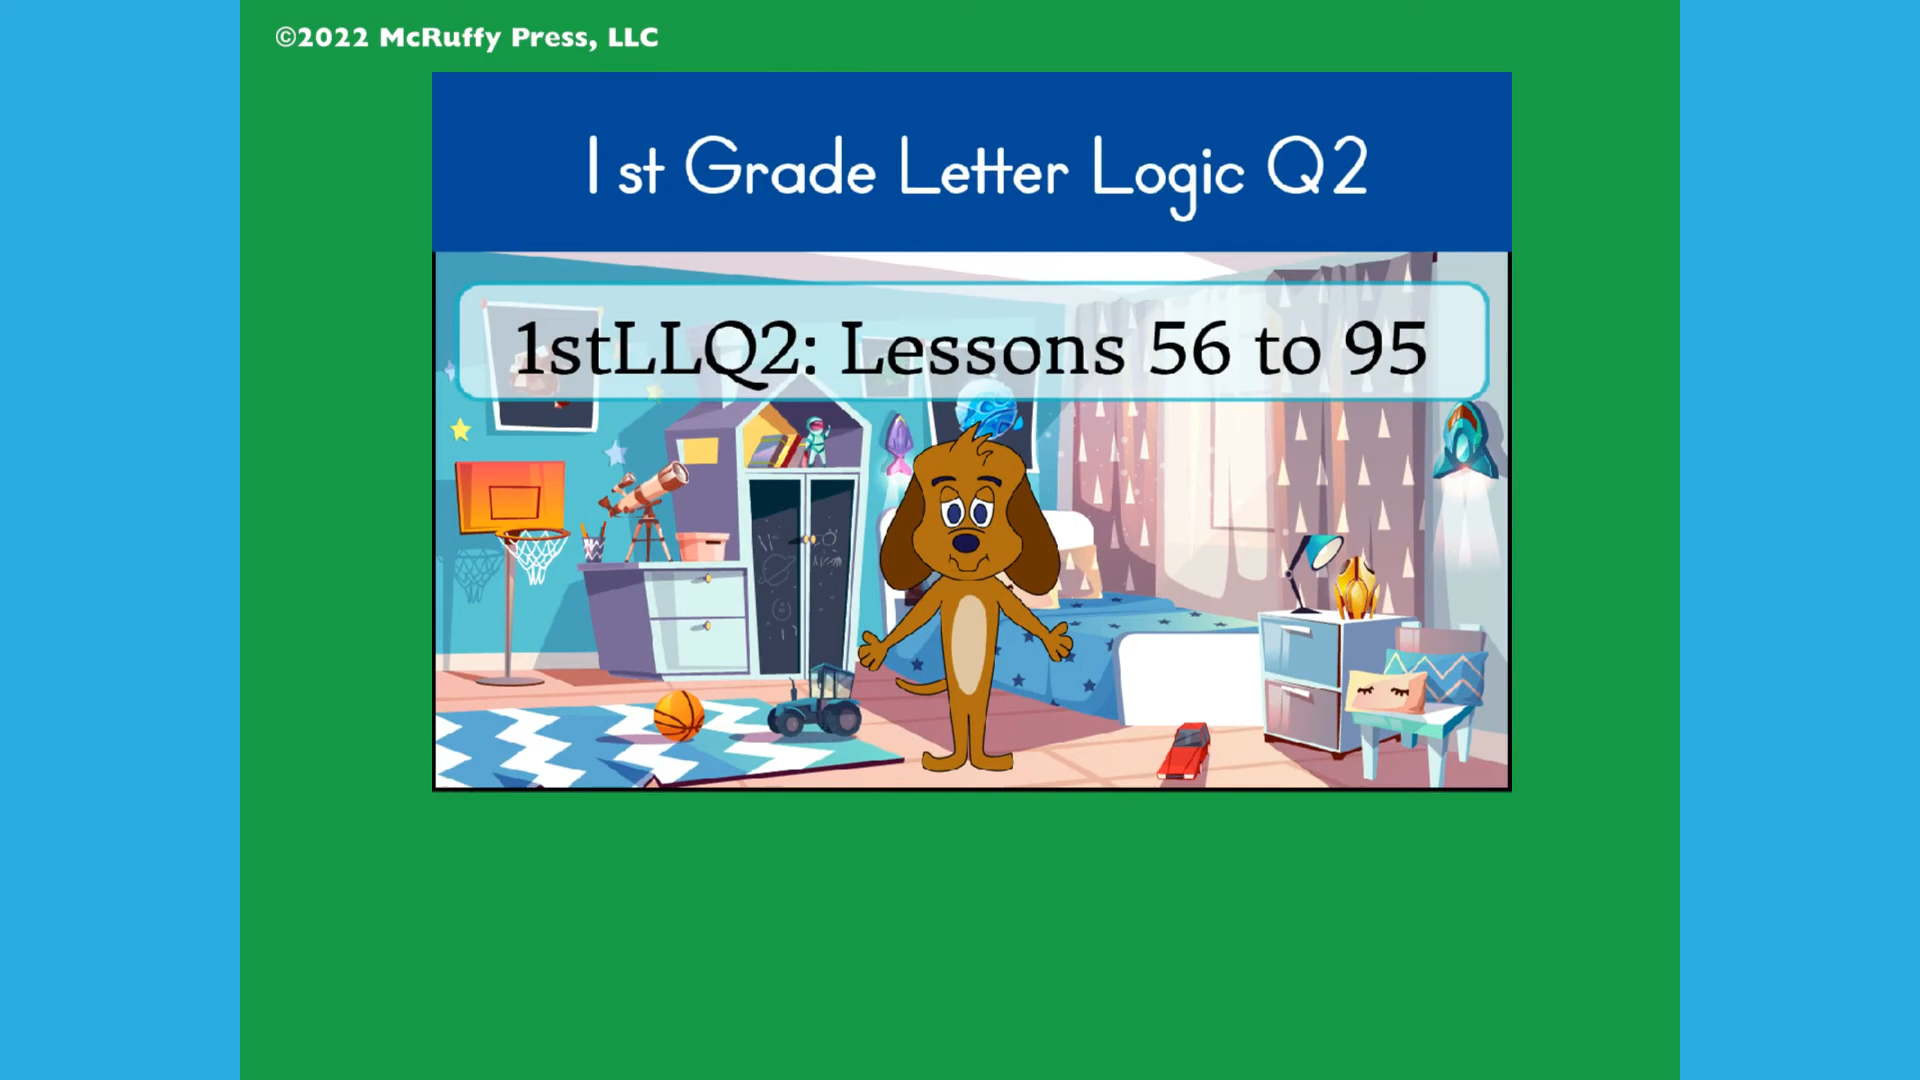 ©2022 McRuffy Press, LLC
1st Grade Letter Logic Q2
1stLLQ2: Lessons 56 to 95